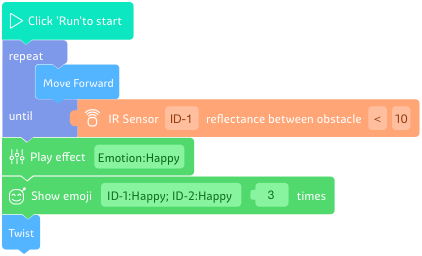 Click 'Run'to start
repeat
Move Forward
until IR Sensor ID-1 reflectance between obstacle < 10
Play effect Emotion:Happy
Show emoji ID-1:Happy; ID-2:Happy 3 times
Twist